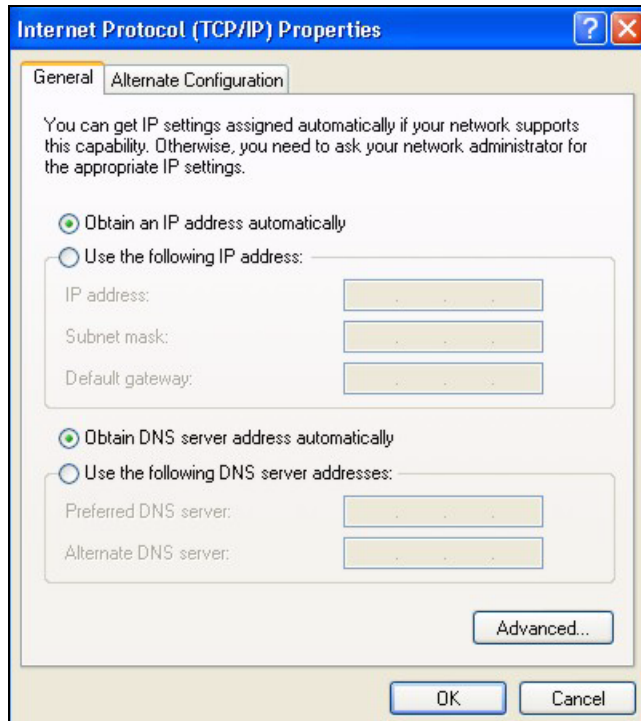 Internet Protocol (TCP/IP) Properties
General
Alternate Configuration
You can get IP settings assigned automatically if your network supports
this capability. Otherwise, you need to ask your network administrator for
the appropriate IP settings.
Obtain an IP address automatically
Use the following IP address:
IP address:
Subnet mask:
Default gateway:
Obtain DNS server address automatically
Use the following DNS server addresses:
Preferred DNS server:
Alternate DNS server:
Advanced...
OK
Cancel